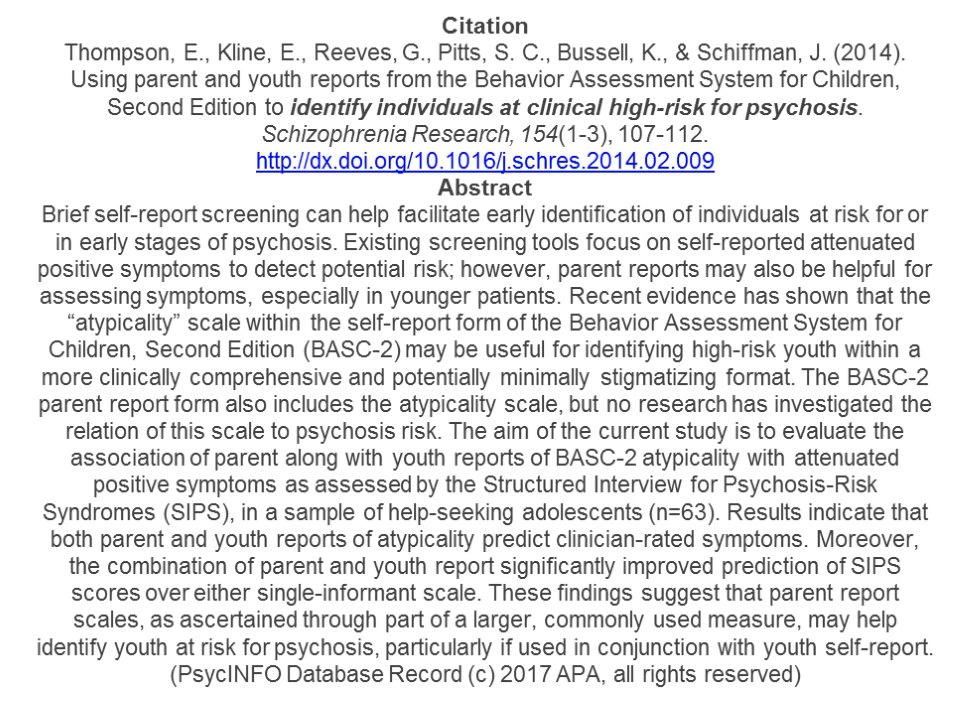 Citation
Thompson, E., Kline, E., Reeves, G., Pitts, S. C., Bussell, K., & Schiffman, J. (2014).
Using parent and youth reports from the Behavior Assessment System for Children,
Second Edition to identify individuals at clinical high-risk for psychosis.
Schizophrenia Research, 154(1-3), 107-112.
http://dx.doi.org/10.1016/j.schres.2014.02.009
Abstract
Brief self-report screening can help facilitate early identification of individuals at risk for or
in early stages of psychosis. Existing screening tools focus on self-reported attenuated
positive symptoms to detect potential risk; however, parent reports may also be helpful for
assessing symptoms, especially in younger patients. Recent evidence has shown that the
“atypicality” scale within the self-report form of the Behavior Assessment System for
Children, Second Edition (BASC-2) may be useful for identifying high-risk youth within a
more clinically comprehensive and potentially minimally stigmatizing format. The BASC-2
parent report form also includes the atypicality scale, but no research has investigated the
relation of this scale to psychosis risk. The aim of the current study is to evaluate the
association of parent along with youth reports of BASC-2 atypicality with attenuated
positive symptoms as assessed by the Structured Interview for Psychosis-Risk
Syndromes (SIPS), in a sample of help-seeking adolescents (n=63). Results indicate that
both parent and youth reports of atypicality predict clinician-rated symptoms. Moreover,
the combination of parent and youth report significantly improved prediction of SIPS
scores over either single-informant scale. These findings suggest that parent report
scales, as ascertained through part of a larger, commonly used measure, may help
identify youth at risk for psychosis, particularly if used in conjunction with youth self-report.
(PsycINFO Database Record (c) 2017 APA, all rights reserved)